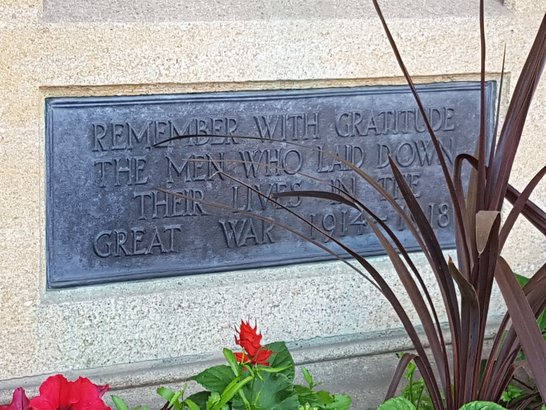 REMEMBER WITH GRATITUDE
THE MEN WHO LAID DOWN
THEIR LIVES IN THE
GREAT WAR 1914-1918